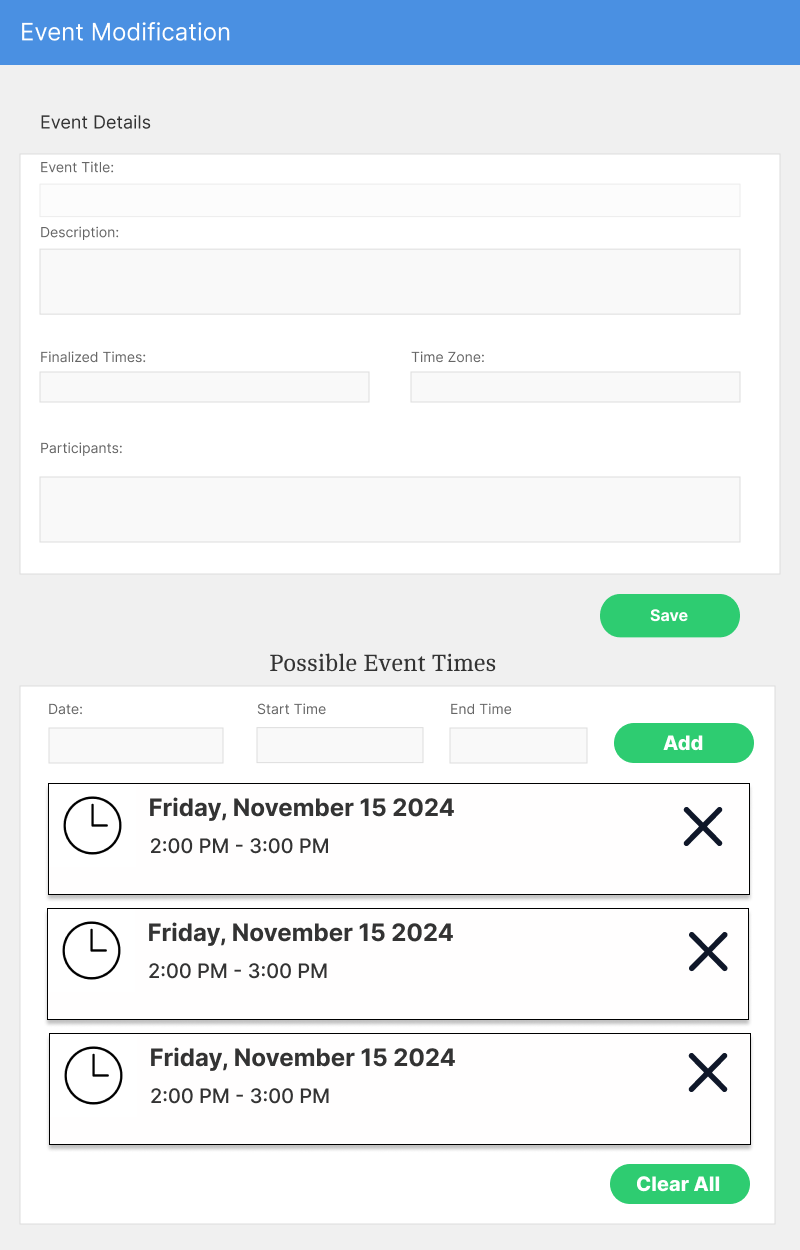 Event Modification
Event Details
Event Title:
Description:
Finalized Times: Time Zone:
Participants:
Save
Possible Event Times
Date: Start Time End Time
Add
Friday, November 15 2024
2:00 PM - 3:00 PM
Friday, November 15 2024
2:00 PM - 3:00 PM
Friday, November 15 2024
2:00 PM - 3:00 PM
Clear All